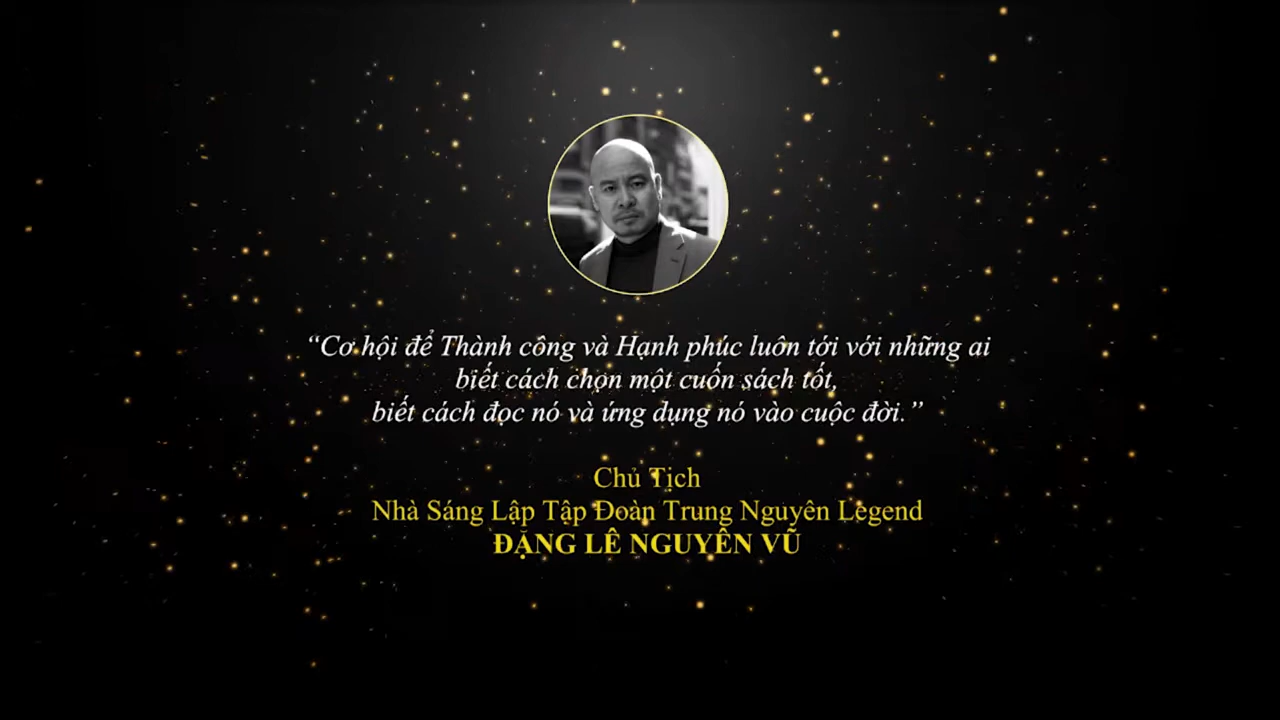 “Cơ hội để Thành công và Hạnh phúc luôn tới với những ai
biết cách chọn một cuốn sách tốt,
biết cách đọc nó và ứng dụng nó vào cuộc đời.”
Chủ Tịch
Nhà Sáng Lập Tập Đoàn Trung Nguyên Legend
ĐẶNG LÊ NGUYÊN VŨ